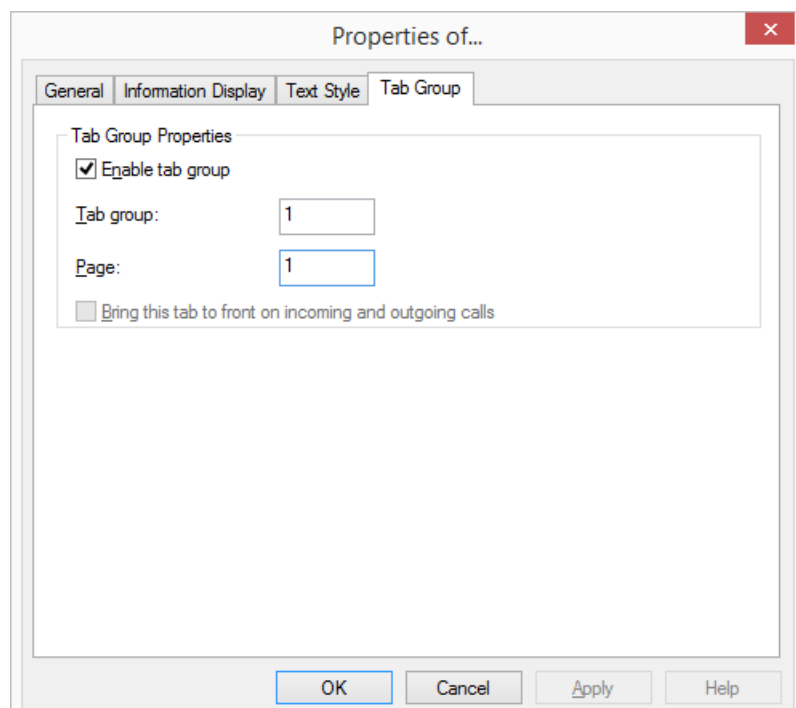 Properties of...
General Information Display Text Style Tab Group
Tab Group Properties
Enable tab group
Tab group: 1
Page: 1
Bring this tab to front on incoming and outgoing calls
OK Cancel Apply Help